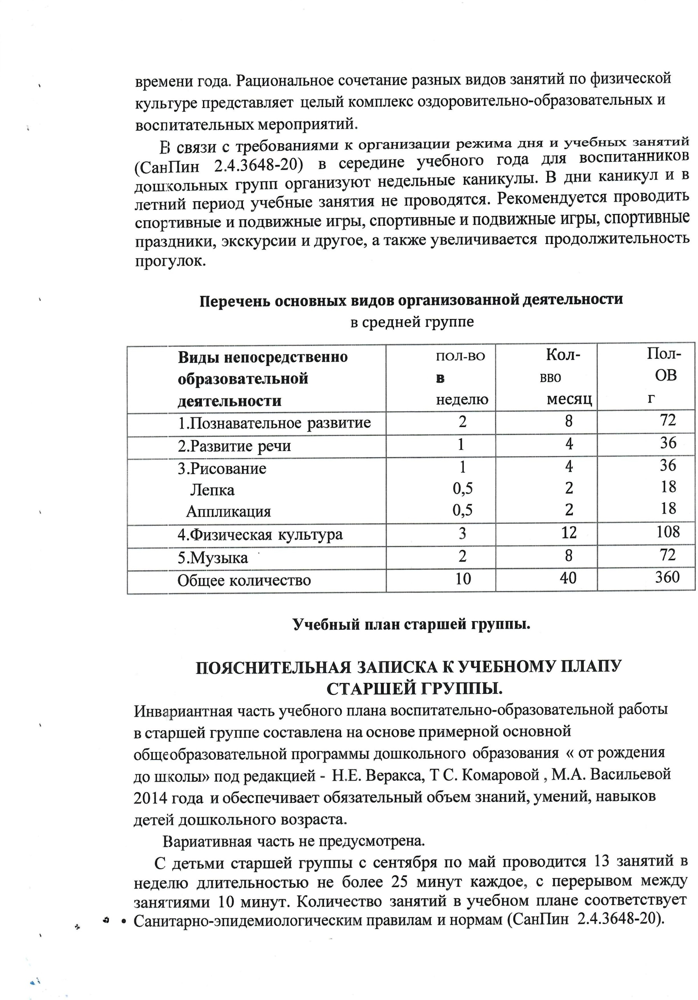 времени года. Рациональное сочетание разных видов занятий по физической
культуре представляет целый комплекс оздоровительно-образовательных и
воспитательных мероприятий.
В связи с требованиями к организации режима дня и учебных занятий
(СанПин 2.4.3648-20) в середине учебного года для воспитанников
дошкольных групп организуют недельные каникулы. В дни каникул и в
летний период учебные занятия не проводятся. Рекомендуется проводить
спортивные и подвижные игры, спортивные и подвижные игры, спортивные
праздники, экскурсии и другое, а также увеличивается продолжительность
прогулок.
Перечень основных видов организованной деятельности
в средней группе
Виды непосредственно пол-во Кол- Пол-
образовательной в вво ОВ
деятельности неделю месяц г
1.Познавательное развитие 2 8 72
2.Развитие речи 1 4 36
3.Рисование 1 4 36
Лепка 0,5 2 18
Аппликация 0,5 2 18
4.Физическая культура 3 12 108
5.Музыка 2 8 72
Общее количество 10 40 360
Учебный план старшей группы.
ПОЯСНИТЕЛЬНАЯ ЗАПИСКА К УЧЕБНОМУ ПЛАПУ
СТАРШЕЙ ГРУППЫ.
Инвариантная часть учебного плана воспитательно-образовательной работы
в старшей группе составлена на основе примерной основной
общеобразовательной программы дошкольного образования « от рождения
до школы» под редакцией - Н.Е. Веракса, Т С. Комаровой , М.А. Васильевой
2014 года и обеспечивает обязательный объем знаний, умений, навыков
детей дошкольного возраста.
Вариативная часть не предусмотрена.
С детьми старшей группы с сентября по май проводится 13 занятий в
неделю длительностью не более 25 минут каждое, с перерывом между
занятиями 10 минут. Количество занятий в учебном плане соответствует
• Санитарно-эпидемиологическим правилам и нормам (СанПин 2.4.3648-20).